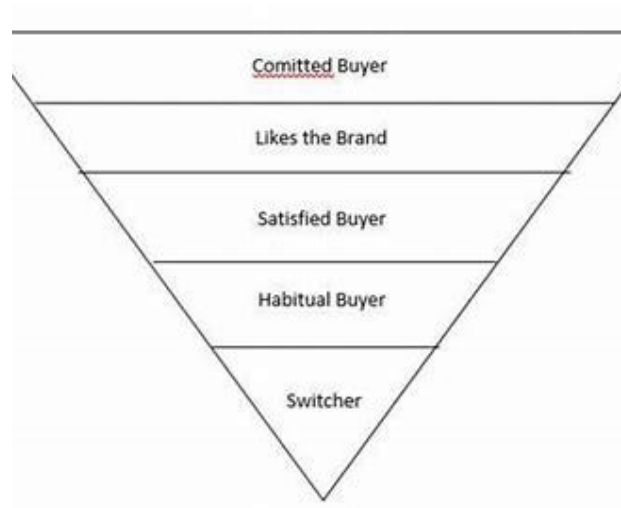 Comitted Buyer
Likes the Brand
Satisfied Buyer
Habitual Buyer
Switcher